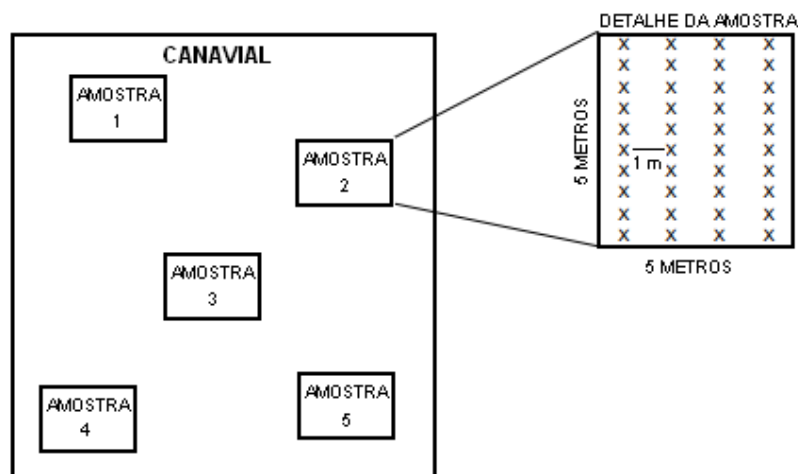 DETALHE DA AMOSTRA
CANAVIAL
AMOSTRA
1
AMOSTRA
2
AMOSTRA
3
AMOSTRA
4
AMOSTRA
5
X X X X
X X X X
X X X X
X X X X
X X X X
X 1 m X X X
X X X X
X X X X
X X X X
X X X X
5 METROS
5 METROS